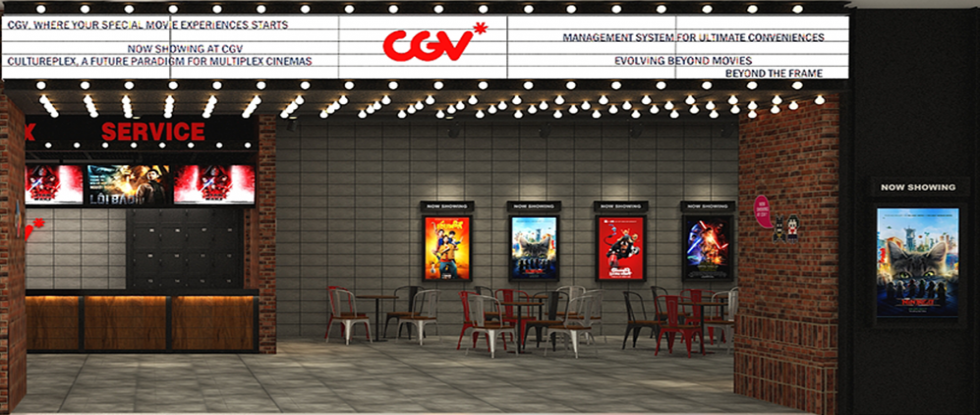 CGV, WHERE YOUR SPECIAL MOVIE EXPERIENCES STARTS
NOW SHOWING AT CGV
CULTUREPLEX, A FUTURE PARADIGM FOR MULTIPLEX CINEMAS
CGV*
MANAGEMENT SYSTEM FOR ULTIMATE CONVENIENCES
EVOLVING BEYOND MOVIES
BEYOND THE FRAME
X SERVICE
NOW SHOWING
NOW SHOWING
NOW SHOWING
NOW SHOWING
NOW SHOWING